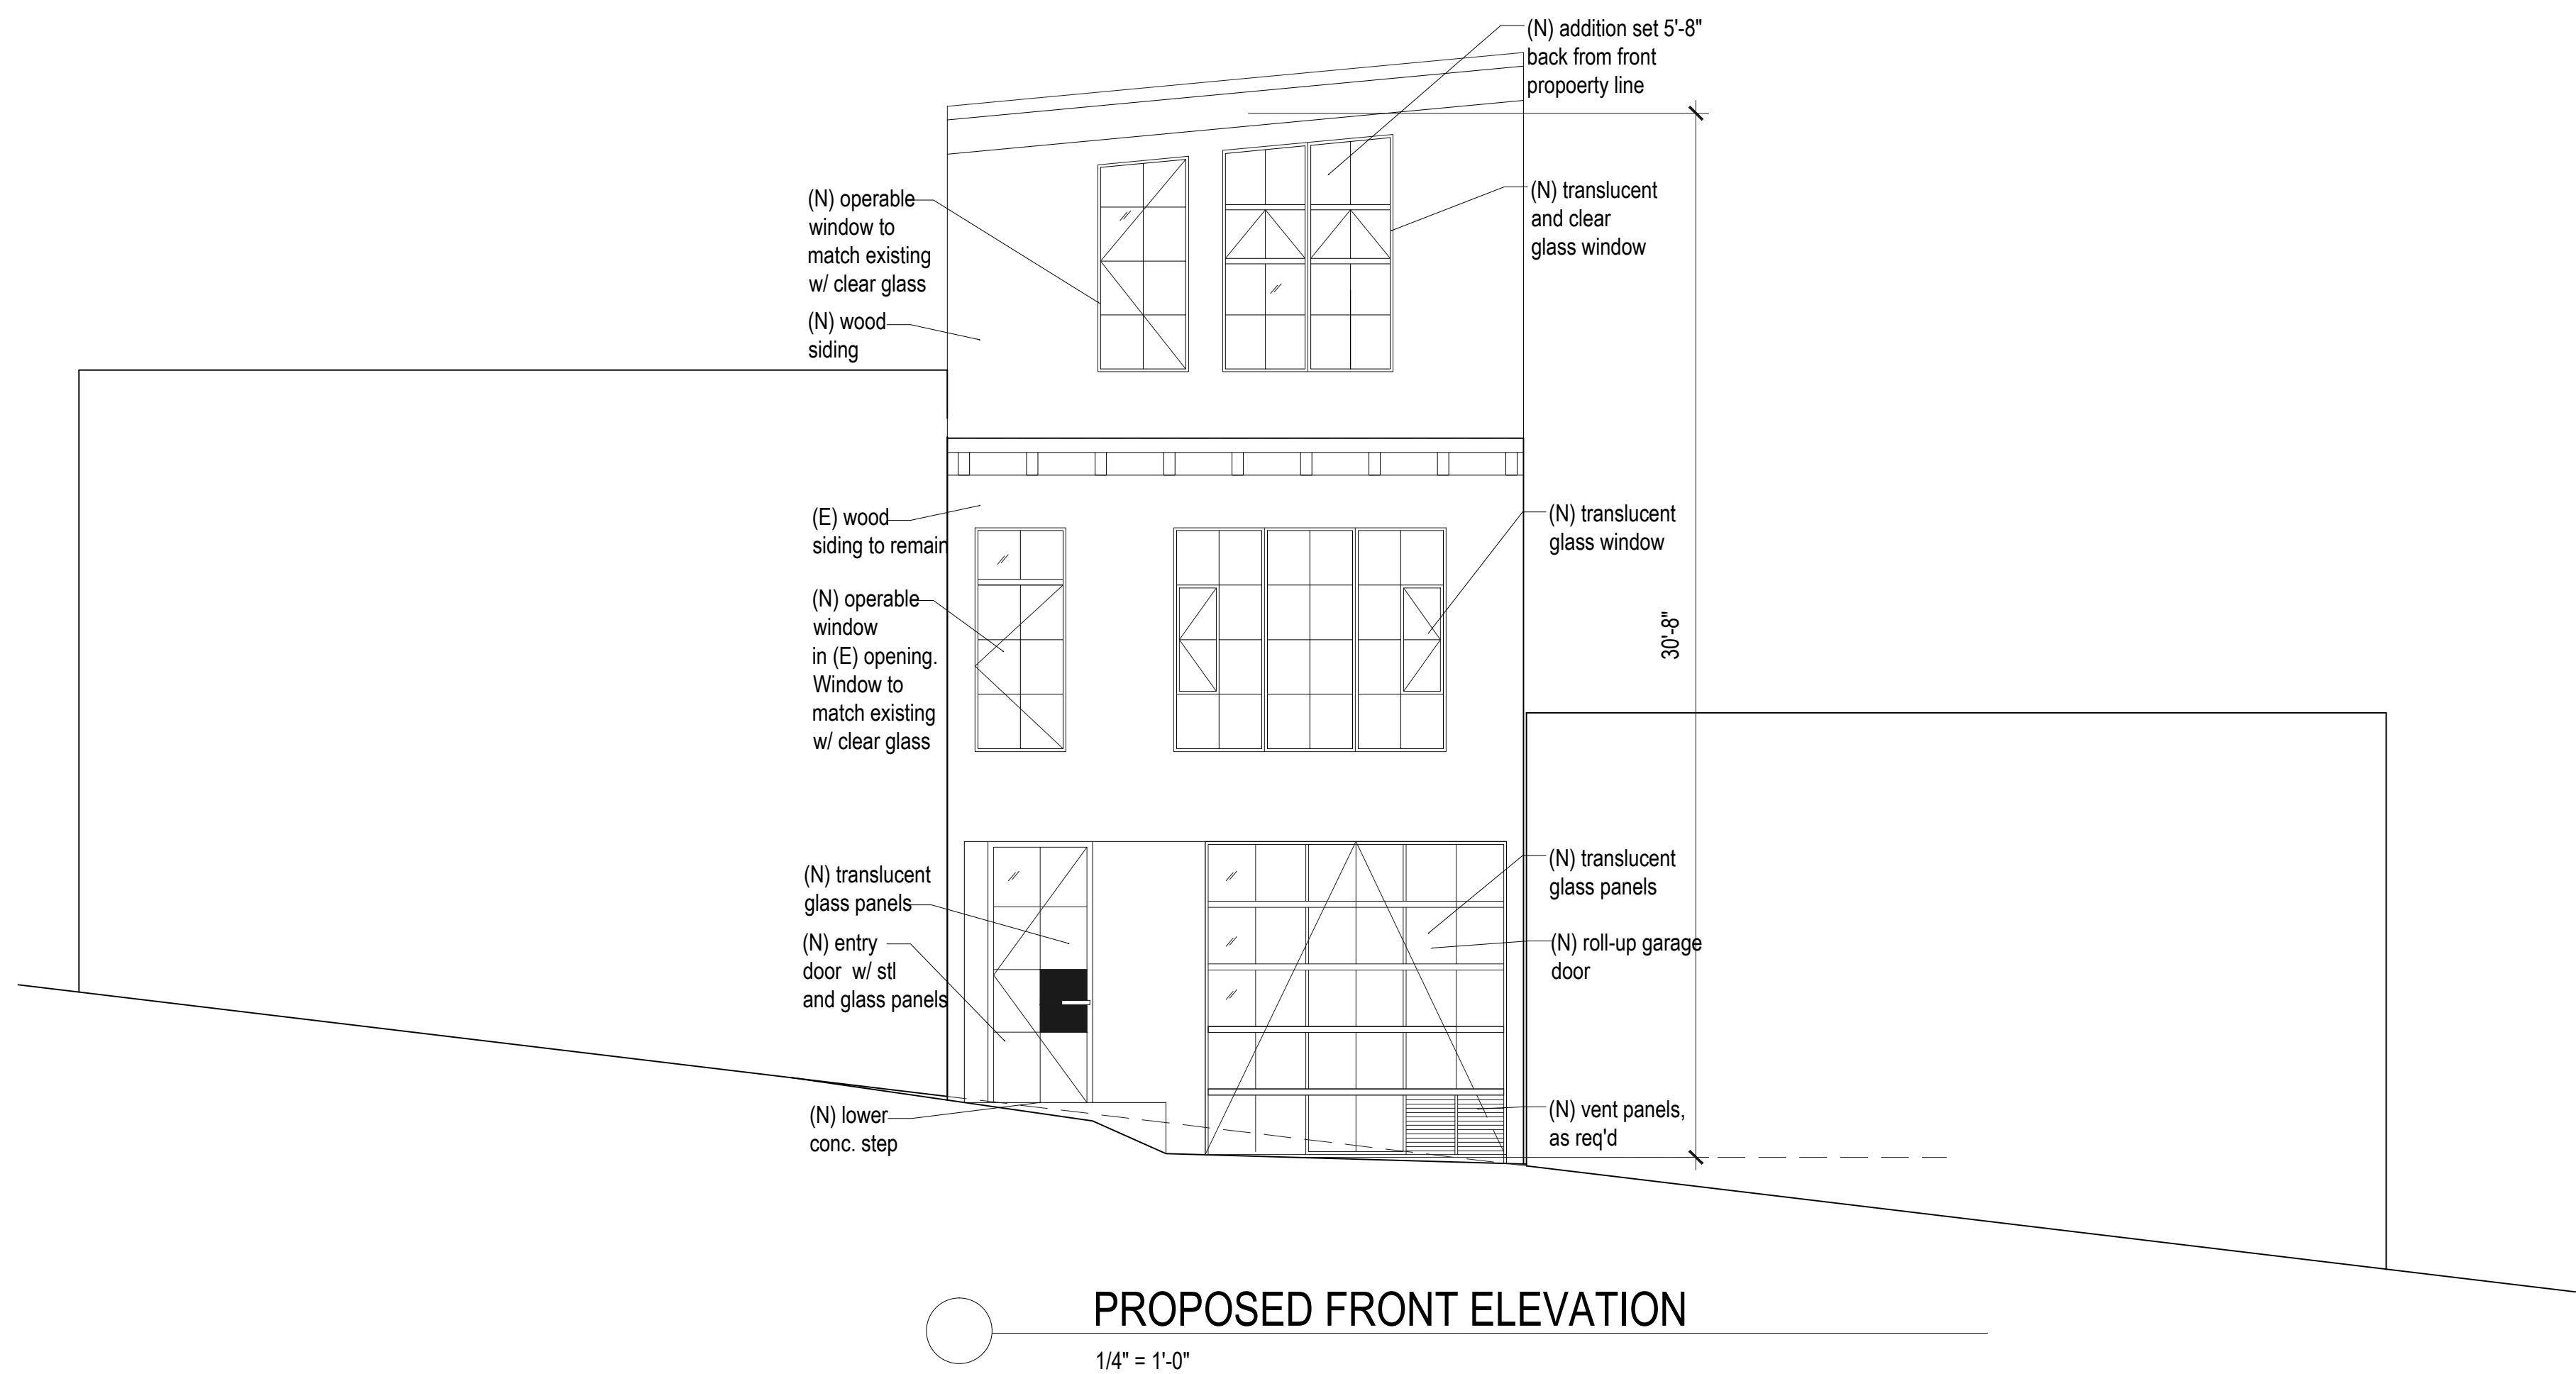 (N) addition set 5'-8"
back from front
propoerty line
(N) operable
window to
match existing
w/ clear glass
(N) translucent
and clear
glass window
(N) wood
siding
(E) wood
siding to remain
(N) translucent
glass window
(N) operable
window
in (E) opening.
Window to
match existing
w/ clear glass
30'-8"
(N) translucent
glass panels
(N) translucent
glass panels
(N) entry
door w/ stl
and glass panels
(N) roll-up garage
door
(N) lower
conc. step
(N) vent panels,
as req'd
PROPOSED FRONT ELEVATION
1/4" = 1'-0"